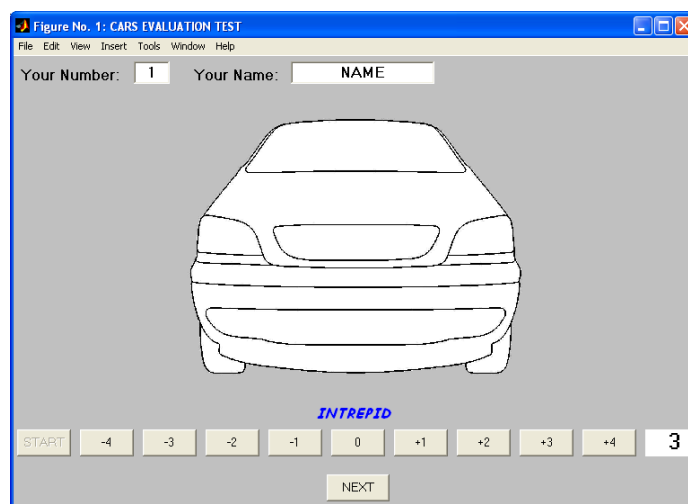 Figure No. 1: CARS EVALUATION TEST
File Edit View Insert Tools Window Help
Your Number: 1 Your Name: NAME
INTREPID
START -4 -3 -2 -1 0 +1 +2 +3 +4 3
NEXT